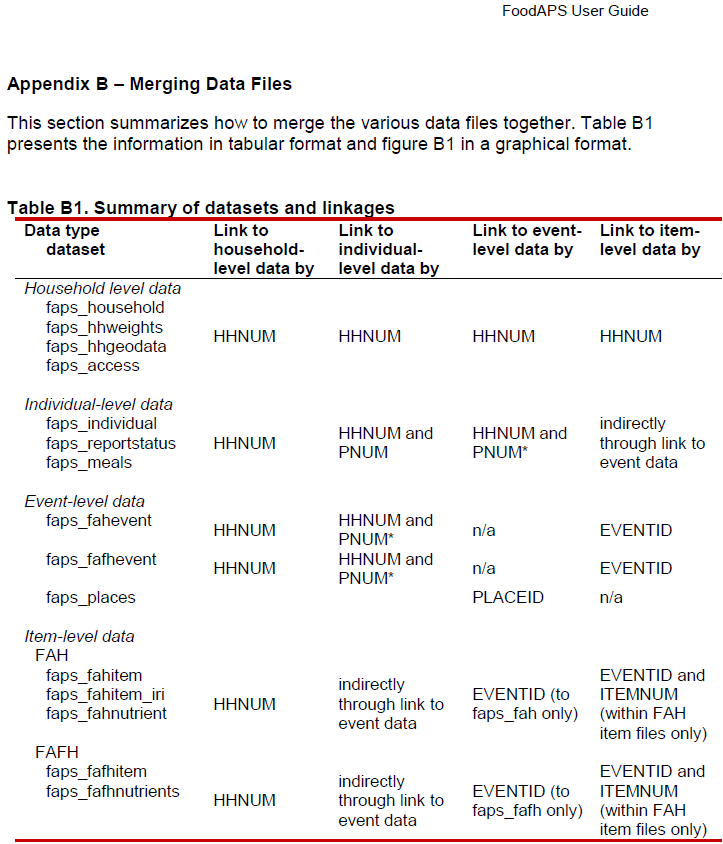 FoodAPS User Guide
Appendix B – Merging Data Files
This section summarizes how to merge the various data files together. Table B1
presents the information in tabular format and figure B1 in a graphical format.
Table B1. Summary of datasets and linkages
Data type
dataset
Link to
household-
level data by
Link to
individual-
level data by
Link to event-
level data by
Link to item-
level data by
Household level data
faps_household
faps_hhweights
faps_hhgeodata
faps_access
HHNUM
HHNUM
HHNUM
HHNUM
Individual-level data
faps_individual
faps_reportstatus
faps_meals
HHNUM
HHNUM and
PNUM
HHNUM and
PNUM*
indirectly
through link to
event data
Event-level data
faps_fahevent
HHNUM
HHNUM and
PNUM*
n/a
EVENTID
faps_fafhevent
HHNUM
HHNUM and
PNUM*
n/a
EVENTID
faps_places
PLACEID
n/a
Item-level data
FAH
faps_fahitem
faps_fahitem_iri
faps_fahnutrient
HHNUM
indirectly
through link to
event data
EVENTID (to
faps_fah only)
EVENTID and
ITEMNUM
(within FAH
item files only)
FAFH
faps_fafhitem
faps_fafhnutrients
HHNUM
indirectly
through link to
event data
EVENTID (to
faps_fafh only)
EVENTID and
ITEMNUM
(within FAH
item files only)